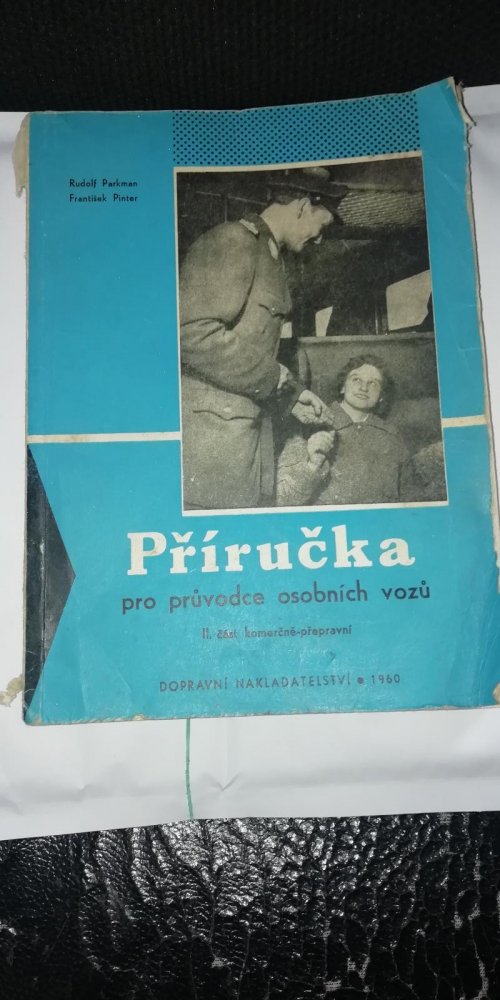 Rudolf Parkman
František Pinter
Příručka
pro průvodce osobních vozů
II. část komerčně-přepravní
DOPRAVNÍ NAKLADATELSTVÍ • 1960